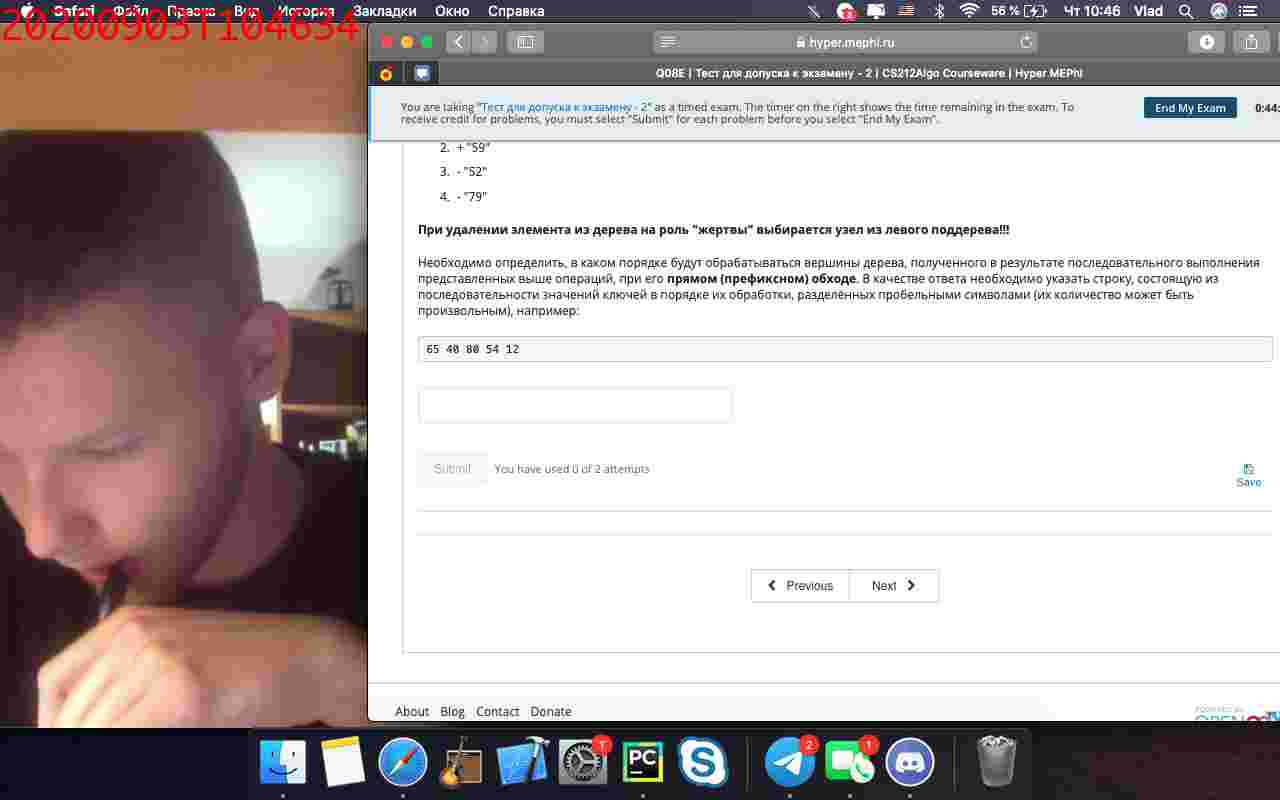 Safari Файл Правка Вид История Закладки Окно Справка 56 % Чт 10:46 Vlad
20200903T104634
hyper.mephi.ru
Q08E | Тест для допуска к экзамену - 2 | CS212Algo Courseware | Hyper.MEPhI
You are taking "Тест для допуска к экзамену - 2" as a timed exam. The timer on the right shows the time remaining in the exam. To
receive credit for problems, you must select "Submit" for each problem before you select "End My Exam".
End My Exam
0:44:
2. + "59"
3. - "52"
4. - "79"
При удалении элемента из дерева на роль "жертвы" выбирается узел из левого поддерева!!!
Необходимо определить, в каком порядке будут обрабатываться вершины дерева, полученного в результате последовательного выполнения
представленных выше операций, при его прямом (префиксном) обходе. В качестве ответа необходимо указать строку, состоящую из
последовательности значений ключей в порядке их обработки, разделённых пробельными символами (их количество может быть
произвольным), например:
65 40 80 54 12
Submit
You have used 0 of 2 attempts
Save
Previous
Next
About Blog Contact Donate
POWERED BY
1
PC
2
1